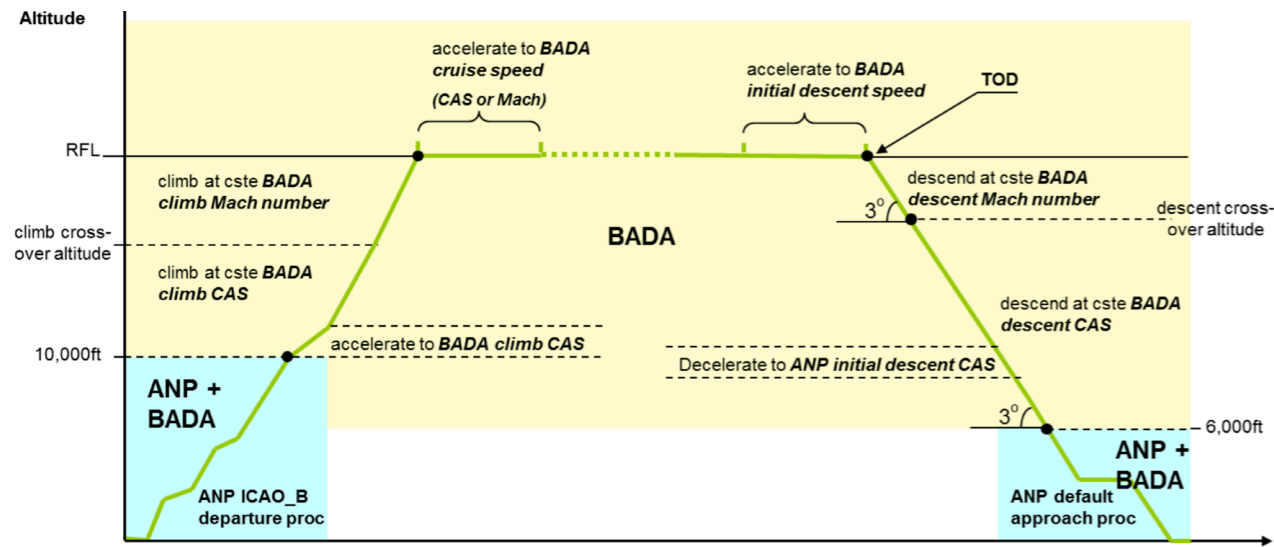 Altitude
accelerate to BADA
cruise speed
(CAS or Mach)
accelerate to BADA
initial descent speed
TOD
RFL
climb at cste BADA
climb Mach number
descend at cste BADA
descent Mach number
3°
descent cross-
over altitude
climb cross-
over altitude
BADA
climb at cste BADA
climb CAS
descend at cste BADA
descent CAS
accelerate to BADA climb CAS
10,000ft
Decelerate to ANP initial descent CAS
ANP +
BADA
3°
6,000ft
ANP +
BADA
ANP ICAO_B
departure proc
ANP default
approach proc